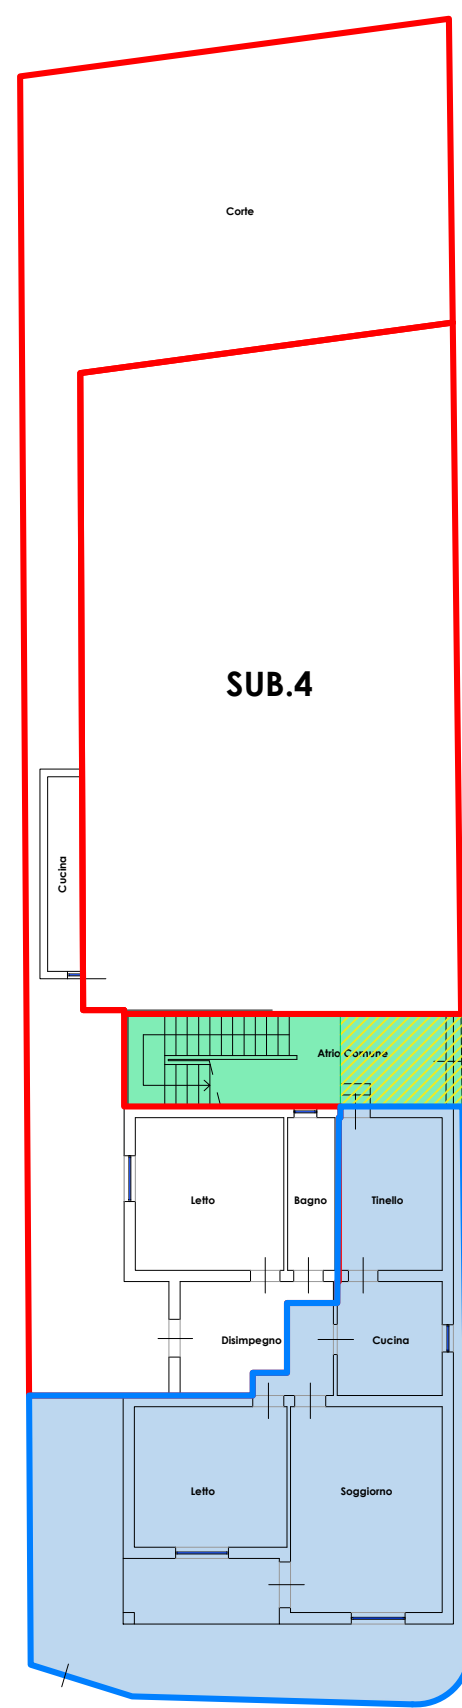 Corte
SUB.4
Cucina
Atrio Comune
Letto
Bagno
Tinello
Disimpegno
Cucina
Letto
Soggiorno